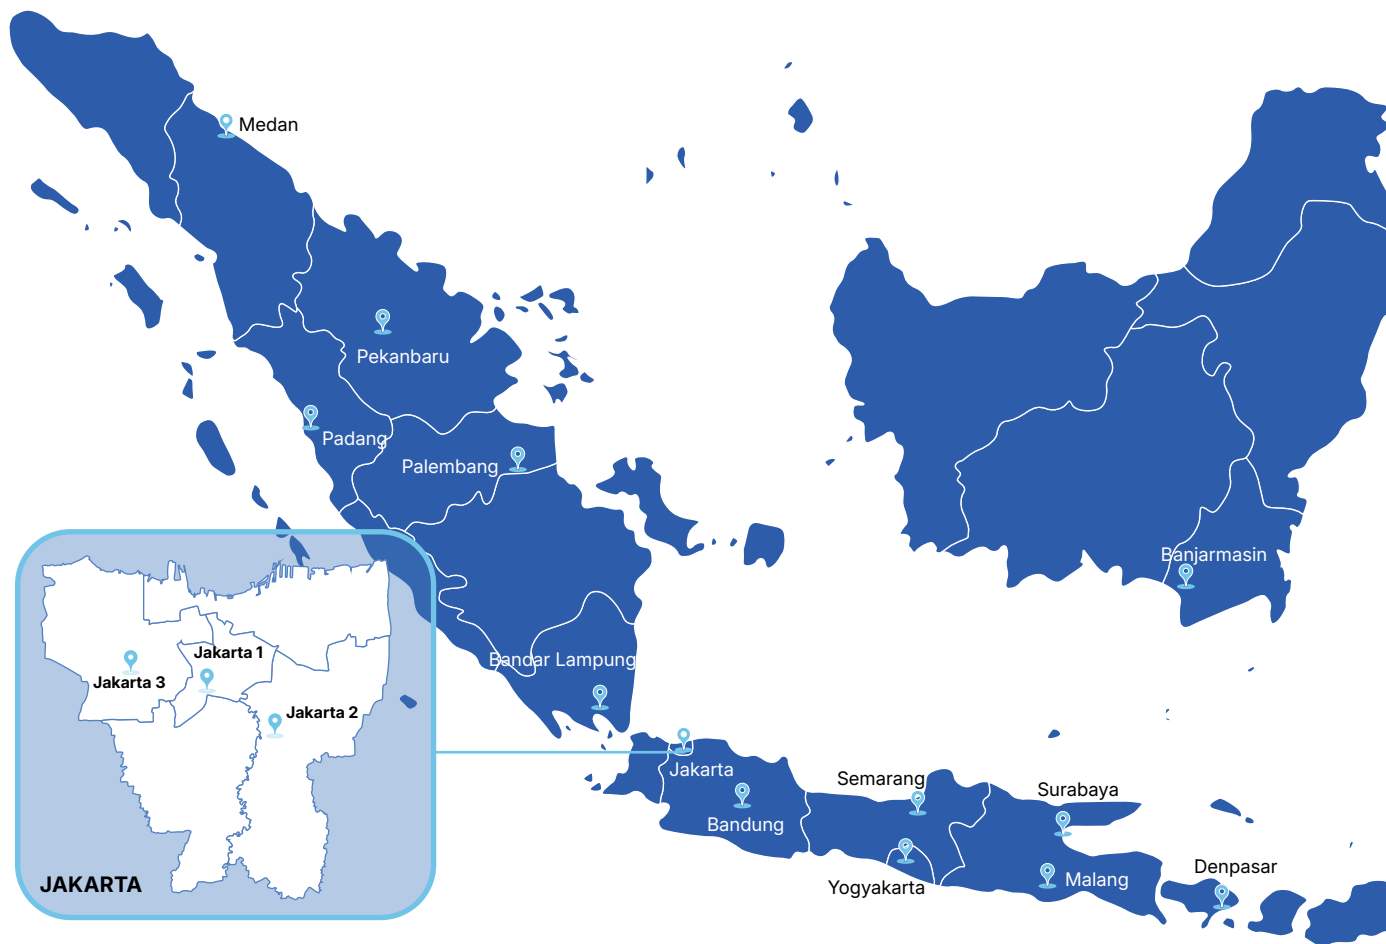 Medan
Pekanbaru
Padang
Palembang
Banjarmasin
Bandar Lampung
Jakarta 1
Jakarta 3
Jakarta 2
JAKARTA
Jakarta
Bandung
Semarang
Surabaya
Yogyakarta
Malang
Denpasar